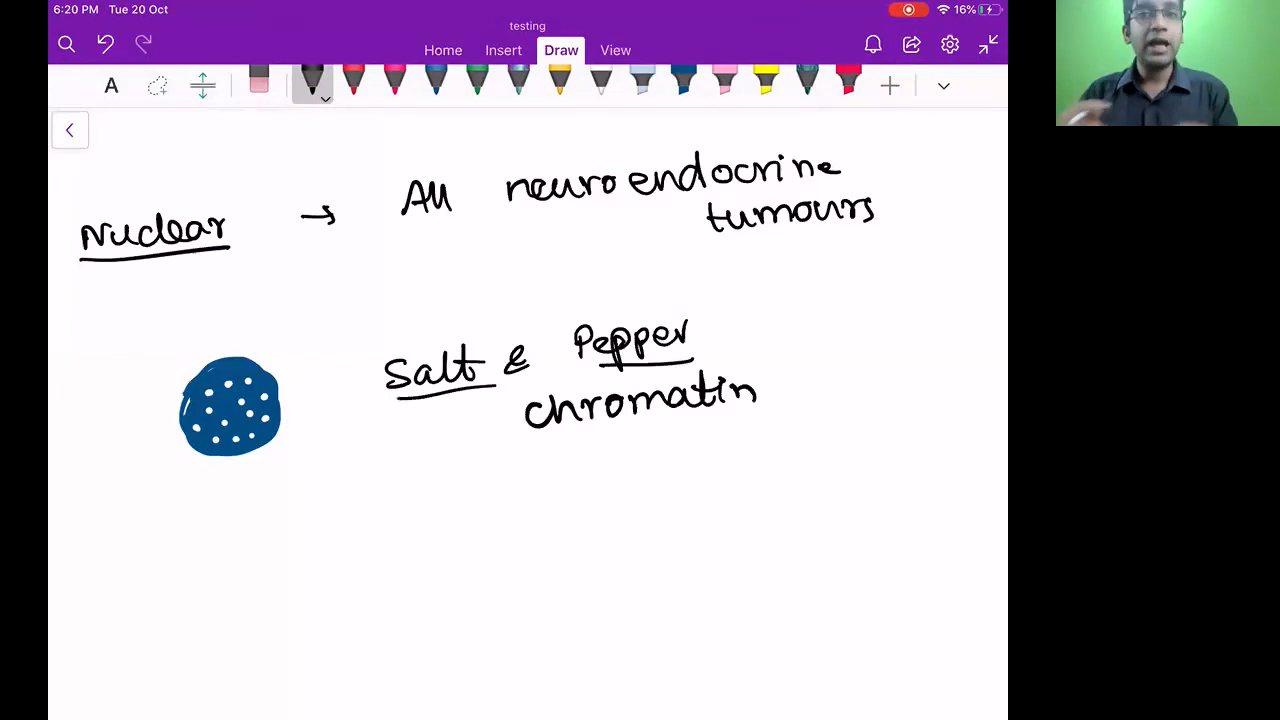 6:20 PM Tue 20 Oct
16%
testing
Home Insert Draw View
A
All neuroendocrine
Nuclear → tumours
Salt & Pepper
chromatin